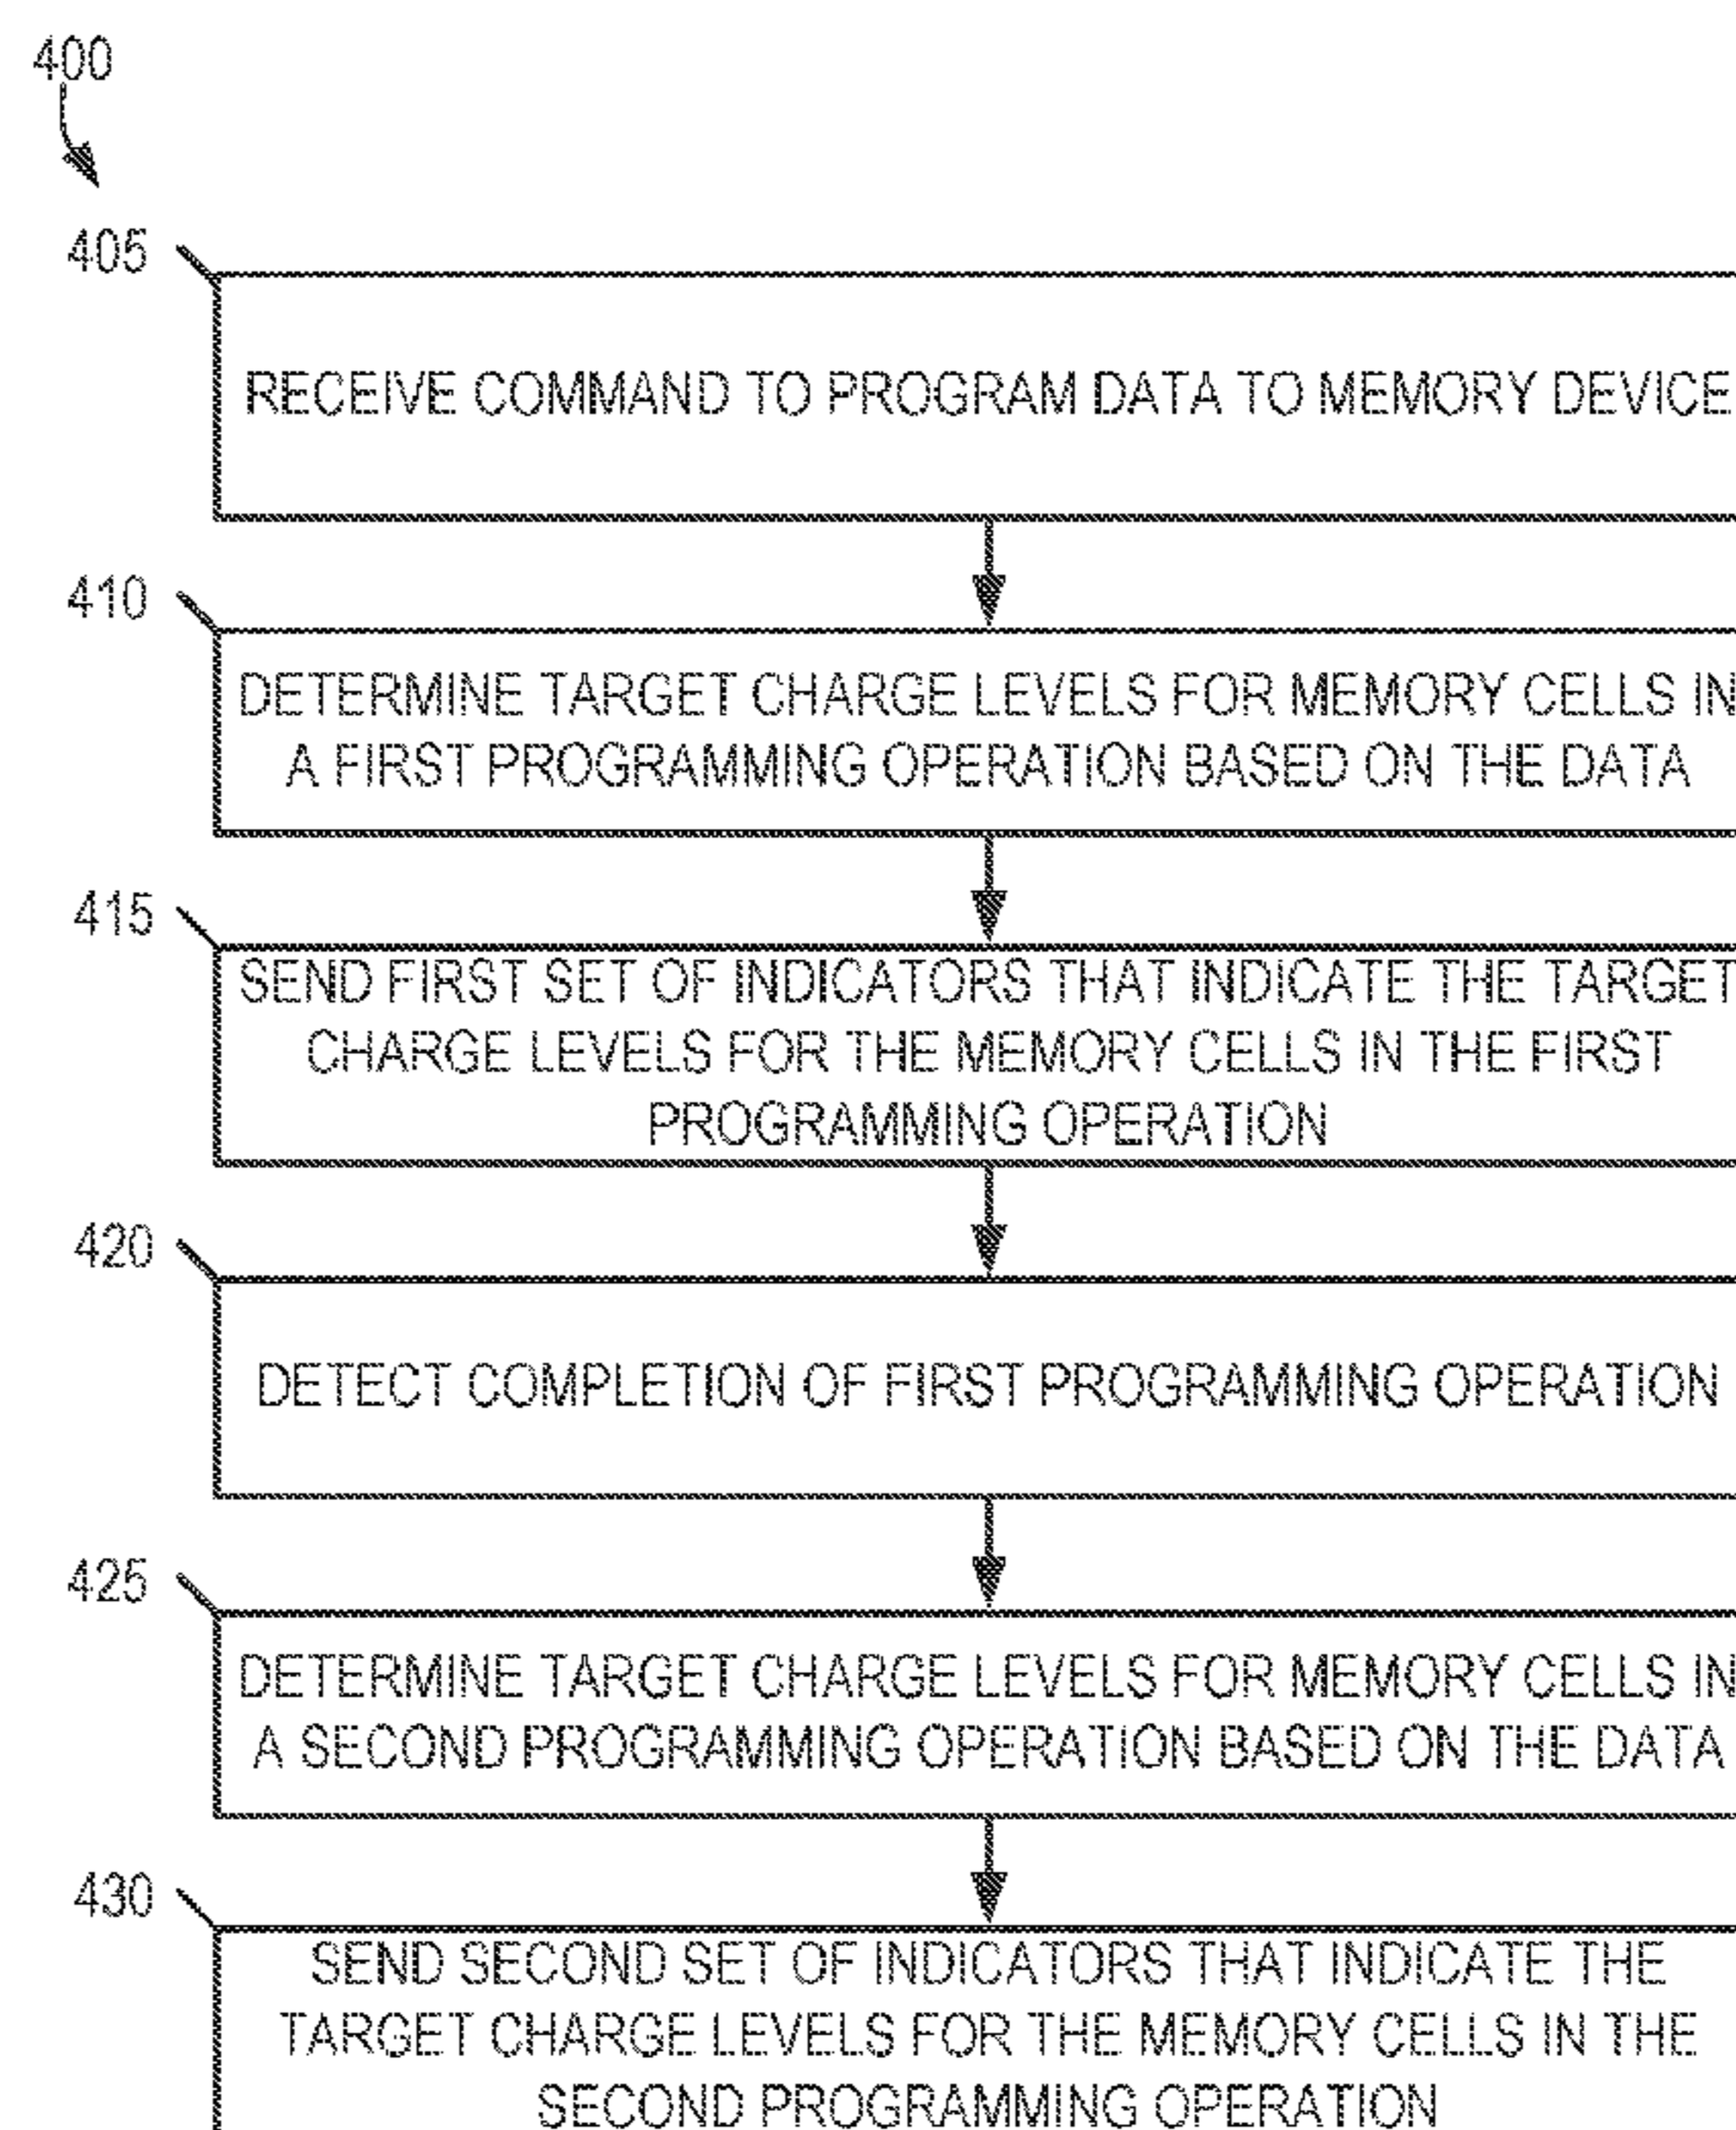 400
405
RECEIVE COMMAND TO PROGRAM DATA TO MEMORY DEVICE
410
DETERMINE TARGET CHARGE LEVELS FOR MEMORY CELLS IN
A FIRST PROGRAMMING OPERATION BASED ON THE DATA
415
SEND FIRST SET OF INDICATORS THAT INDICATE THE TARGET
CHARGE LEVELS FOR THE MEMORY CELLS IN THE FIRST
PROGRAMMING OPERATION
420
DETECT COMPLETION OF FIRST PROGRAMMING OPERATION
425
DETERMINE TARGET CHARGE LEVELS FOR MEMORY CELLS IN
A SECOND PROGRAMMING OPERATION BASED ON THE DATA
430
SEND SECOND SET OF INDICATORS THAT INDICATE THE
TARGET CHARGE LEVELS FOR THE MEMORY CELLS IN THE
SECOND PROGRAMMING OPERATION